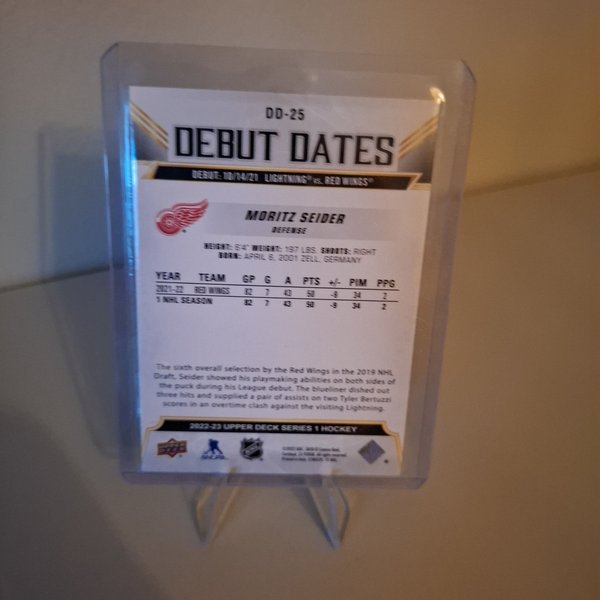 DD-25
DEBUT DATES
DEBUT: 10/14/21 LIGHTNING® vs. RED WINGS®
MORITZ SEIDER
DEFENSE
HEIGHT: 6'4" WEIGHT: 197 LBS. SHOOTS: RIGHT
BORN: APRIL 6, 2001 ZELL, GERMANY
YEAR TEAM GP G A PTS +/- PIM PPG
2021-22 RED WINGS 82 7 43 50 -9 34 2
1 NHL SEASON 82 7 43 50 -9 34 2
The sixth overall selection by the Red Wings in the 2019 NHL
Draft, Seider showed his playmaking abilities on both sides of
the puck during his League debut. The blueliner dished out
three hits and supplied a pair of assists on two Tyler Bertuzzi
scores in an overtime clash against the visiting Lightning.
2022-23 UPPER DECK SERIES 1 HOCKEY
NHLPA
NHL